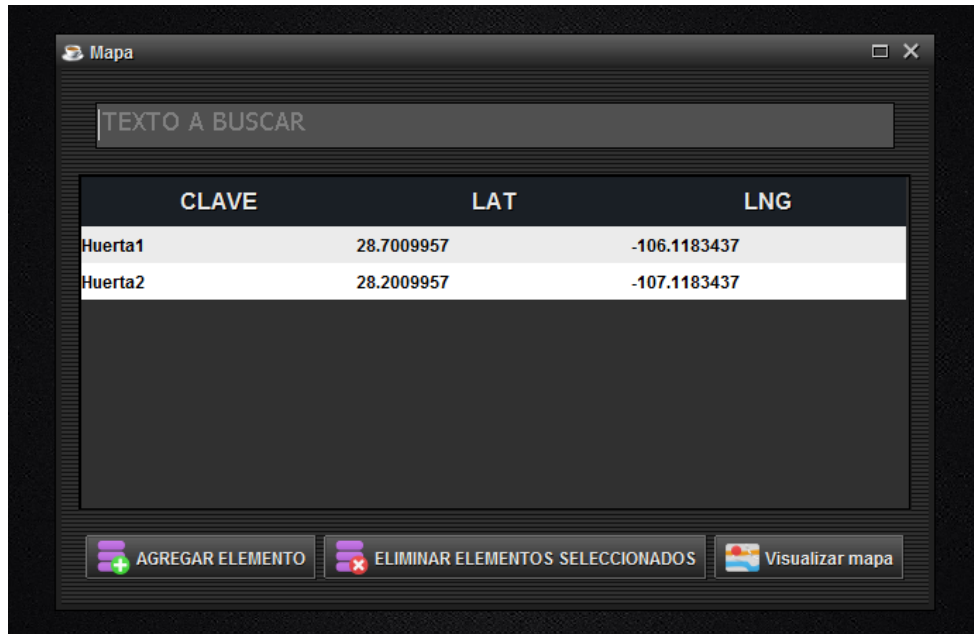 Mapa
TEXTO A BUSCAR
CLAVE LAT LNG
Huerta1 28.7009957 -106.1183437
Huerta2 28.2009957 -107.1183437
AGREGAR ELEMENTO ELIMINAR ELEMENTOS SELECCIONADOS Visualizar mapa